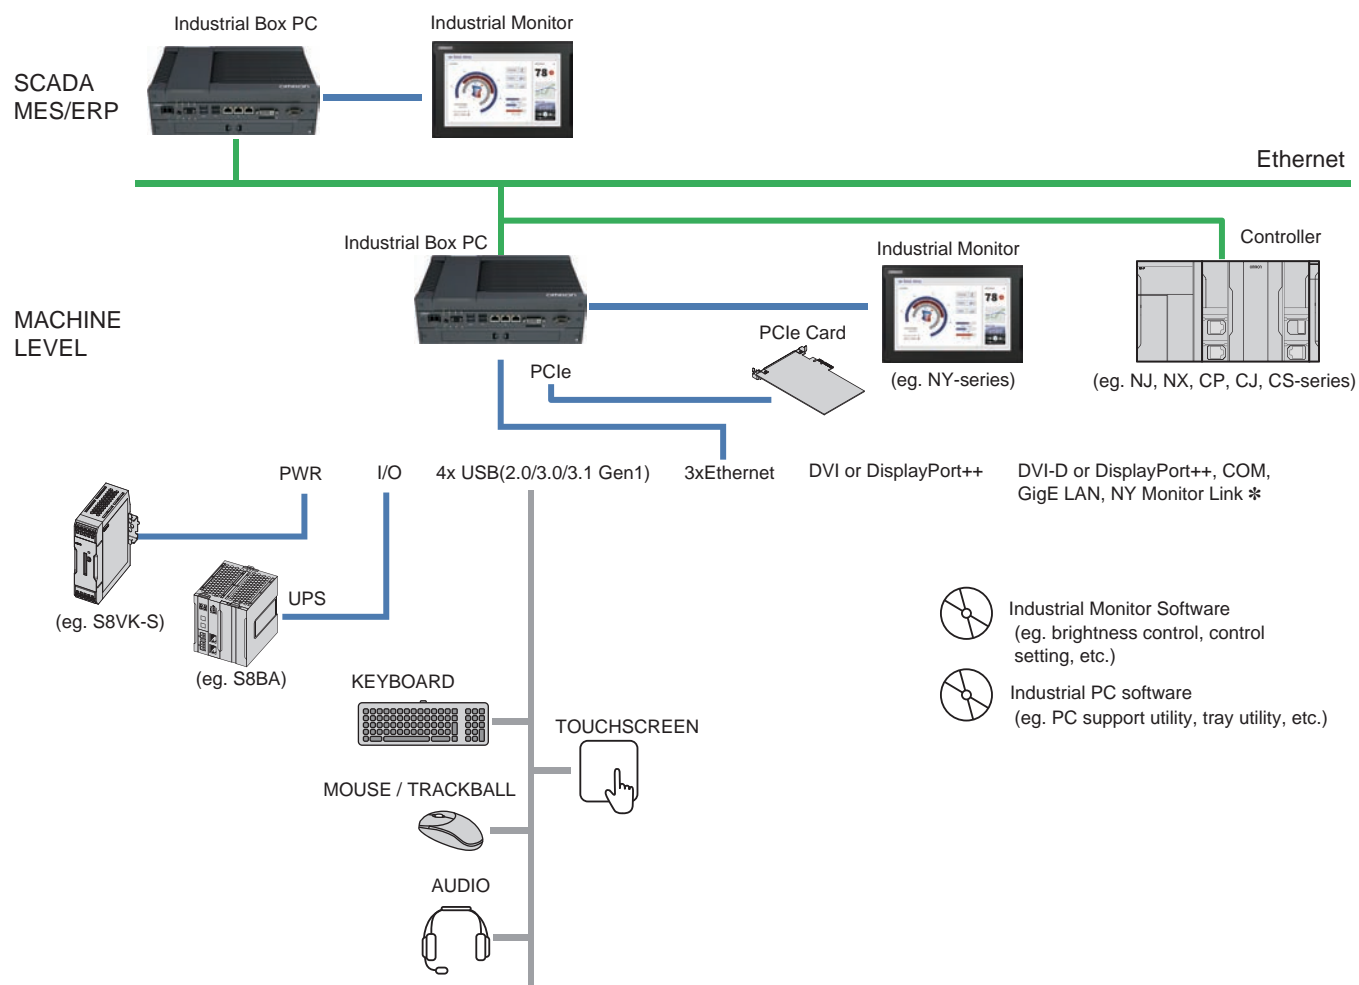 Industrial Box PC
Industrial Monitor
SCADA
MES/ERP
Ethernet
Industrial Box PC
Industrial Monitor
Controller
MACHINE
LEVEL
PCIe Card
PCIe
(eg. NY-series)
(eg. NJ, NX, CP, CJ, CS-series)
PWR
I/O
4x USB(2.0/3.0/3.1 Gen1)
3xEthernet
DVI or DisplayPort++
DVI-D or DisplayPort++, COM,
GigE LAN, NY Monitor Link ✻
UPS
(eg. S8VK-S)
(eg. S8BA)
Industrial Monitor Software
(eg. brightness control, control
setting, etc.)
Industrial PC software
(eg. PC support utility, tray utility, etc.)
KEYBOARD
TOUCHSCREEN
MOUSE / TRACKBALL
AUDIO
omron
78
omron
78